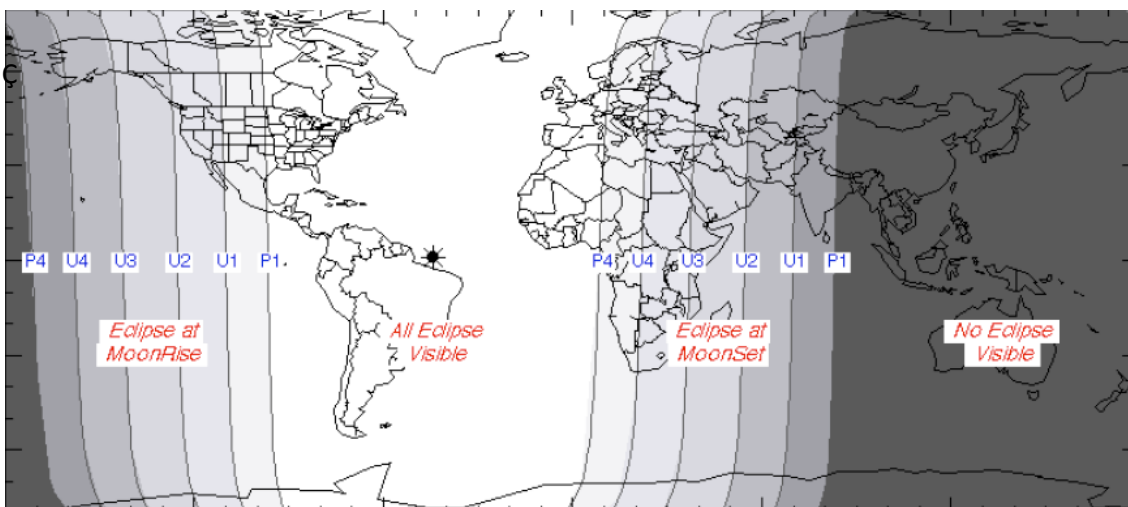 P4 U4 U3 U2 U1 P1 P4 U4 U3 U2 U1 P1
Eclipse at
MoonRise
All Eclipse
Visible
Eclipse at
MoonSet
No Eclipse
Visible